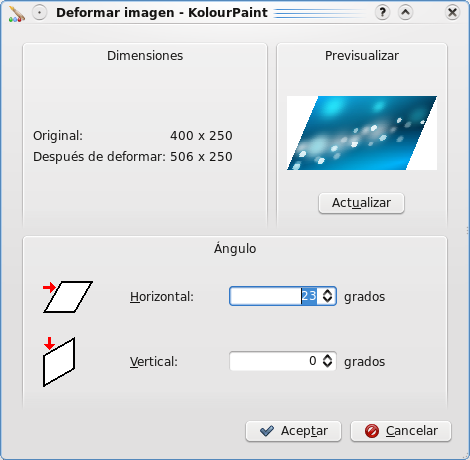 Deformar imagen - KolourPaint
Dimensiones
Original: 400 x 250
Después de deformar: 506 x 250
Previsualizar
Actualizar
Ángulo
Horizontal: 23 grados
Vertical: 0 grados
Aceptar
Cancelar